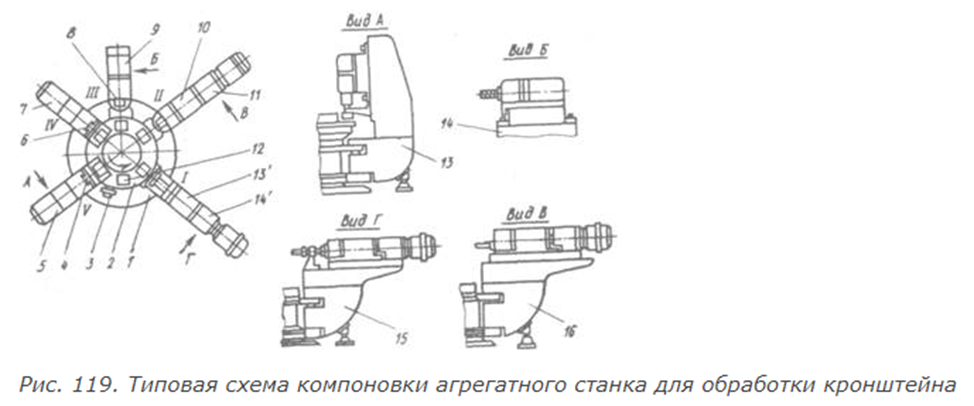 8 9 10
Вид А
Вид Б
Б
III II
7
11
IV
В
14
6
12
13
А
I 13'
14'
V
Вид Г
Вид В
Г
5 4 3 2 1
15
16
Рис. 119. Типовая схема компоновки агрегатного станка для обработки кронштейна